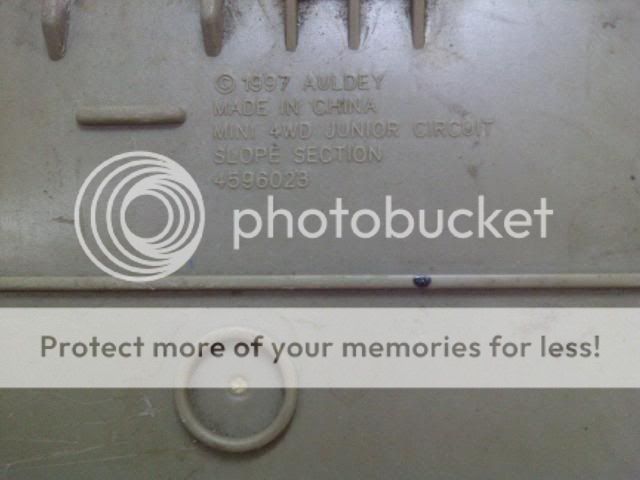 © 1997 AULDEY
MADE IN CHINA
MINI 4WD JUNIOR CIRCUIT
SLOPE SECTION
4596023
photobucket
Protect more of your memories for less!